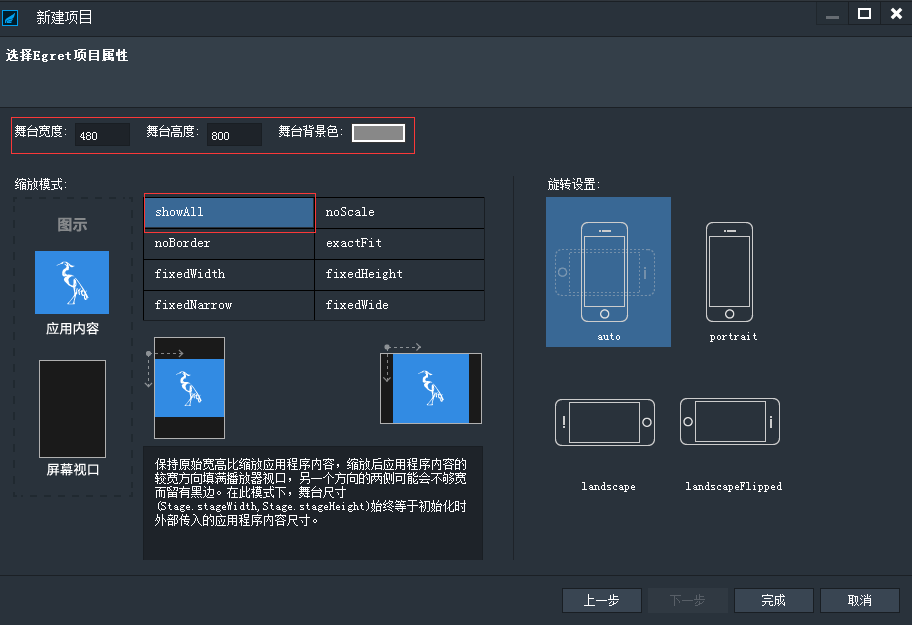 新建项目
选择Egret项目属性
舞台宽度: 480 舞台高度: 800 舞台背景色:
缩放模式:
图示
应用内容
屏幕视口
showAll noScale
noBorder exactFit
fixedWidth fixedHeight
fixedNarrow fixedWide
保持原始宽高比缩放应用程序内容，缩放后应用程序内容的
较宽方向填满播放器视口，另一个方向的两侧可能会不够宽
而留有黑边。在此模式下，舞台尺寸
(Stage.stageWidth,Stage.stageHeight)始终等于初始化时
外部传入的应用程序内容尺寸。
旋转设置:
auto portrait
landscape landscapeFlipped
上一步 下一步 完成 取消